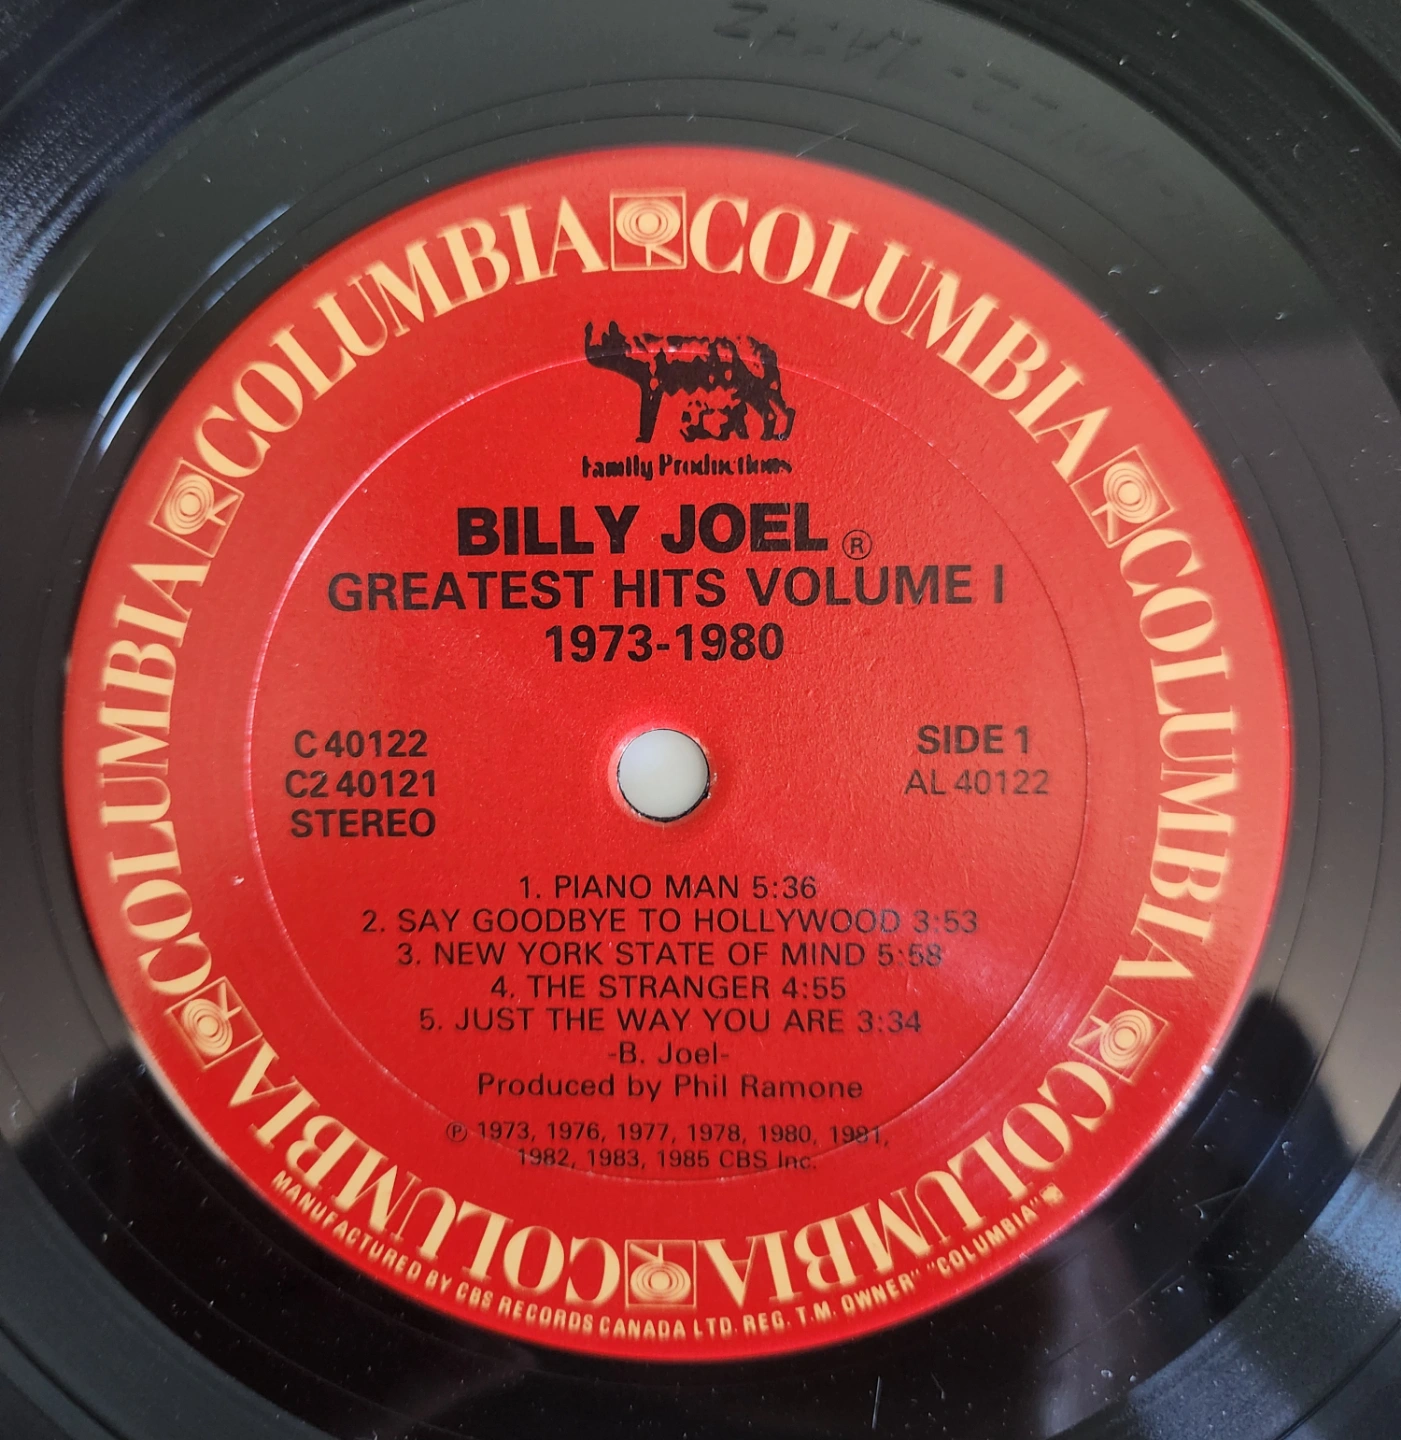 COLUMBIA COLUMBIA COLUMBIA COLUMBIA COLUMBIA COLUMBIA
Family Productions
BILLY JOEL ®
GREATEST HITS VOLUME I
1973-1980
C 40122
C2 40121
STEREO
SIDE 1
AL 40122
1. PIANO MAN 5:36
2. SAY GOODBYE TO HOLLYWOOD 3:53
3. NEW YORK STATE OF MIND 5:58
4. THE STRANGER 4:55
5. JUST THE WAY YOU ARE 3:34
-B. Joel-
Produced by Phil Ramone
℗ 1973, 1976, 1977, 1978, 1980, 1981,
1982, 1983, 1985 CBS Inc.
MANUFACTURED BY CBS RECORDS CANADA LTD. REG. T.M. OWNER" "COLUMBIA"